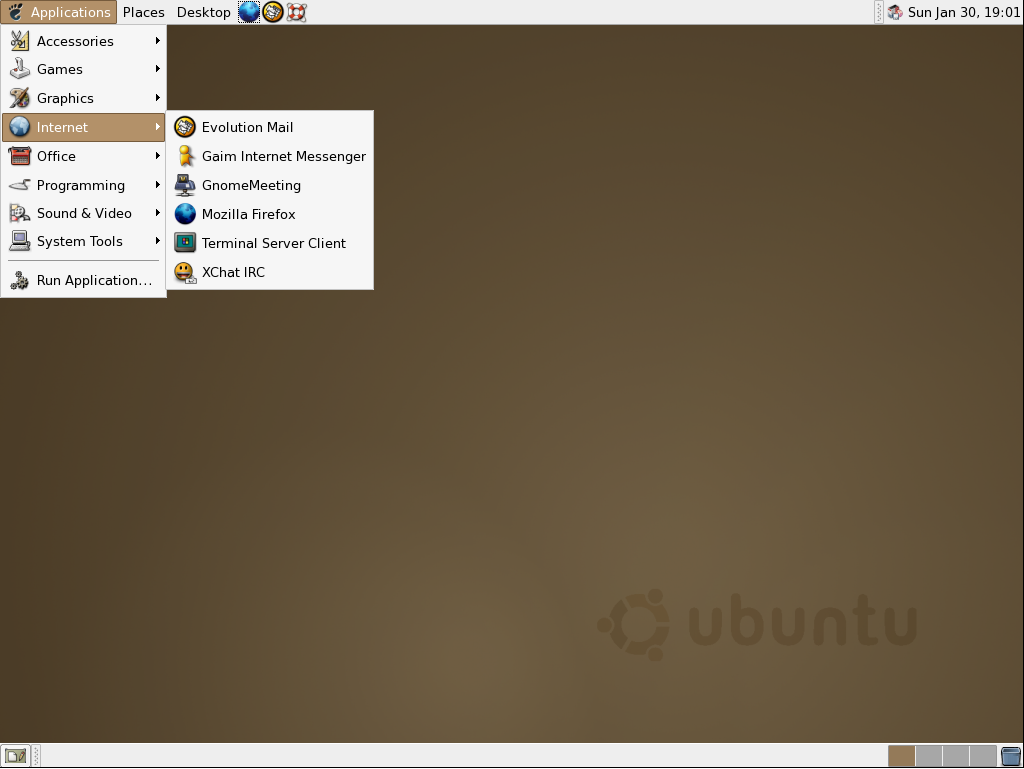 Applications Places Desktop Sun Jan 30, 19:01
Accessories
Games
Graphics
Internet
Office
Programming
Sound & Video
System Tools
Run Application...
Evolution Mail
Gaim Internet Messenger
GnomeMeeting
Mozilla Firefox
Terminal Server Client
XChat IRC
ubuntu